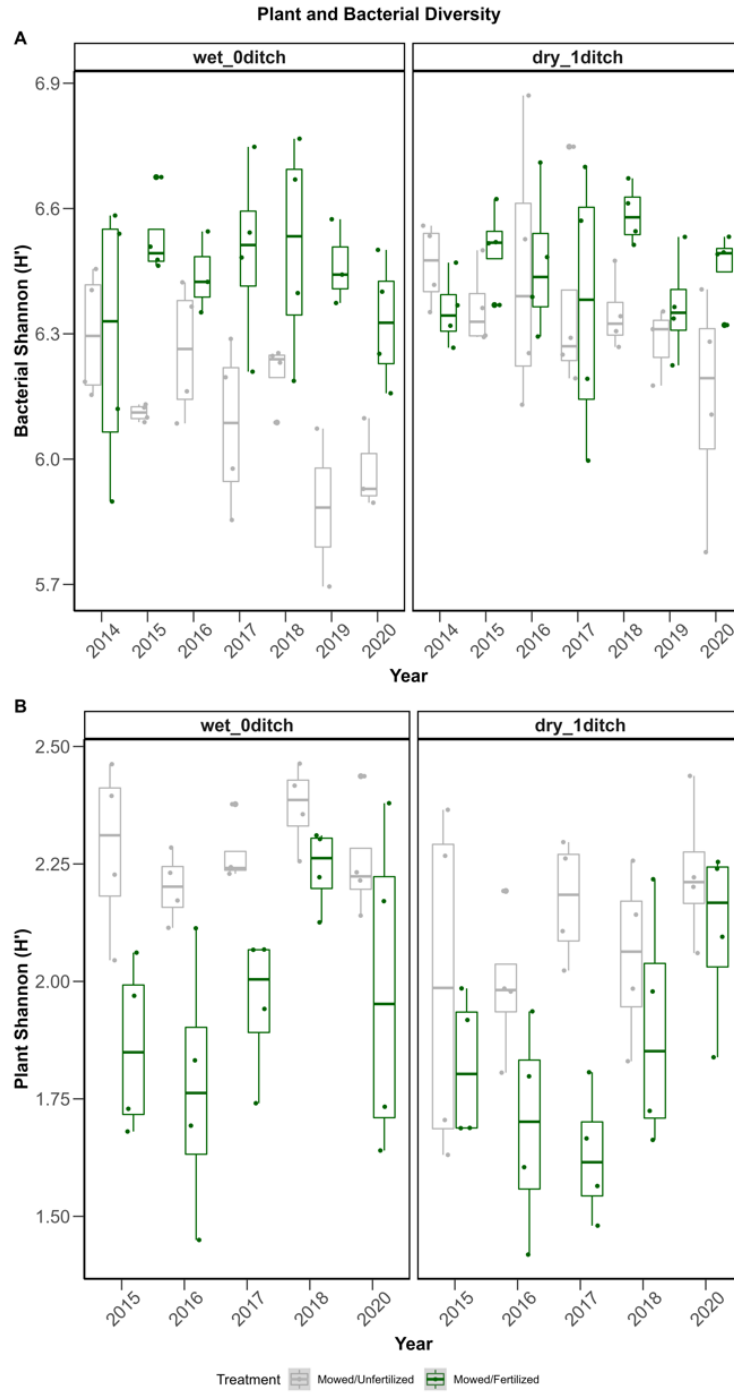 Plant and Bacterial Diversity
A
wet_0ditch
dry_1ditch
6.9
6.6
6.3
6.0
5.7
Bacterial Shannon (H')
2014
2015
2016
2017
2018
2019
2020
2014
2015
2016
2017
2018
2019
2020
Year
B
wet_0ditch
dry_1ditch
2.50
2.25
2.00
1.75
1.50
Plant Shannon (H')
2015
2016
2017
2018
2020
2015
2016
2017
2018
2020
Year
Treatment Mowed/Unfertilized Mowed/Fertilized